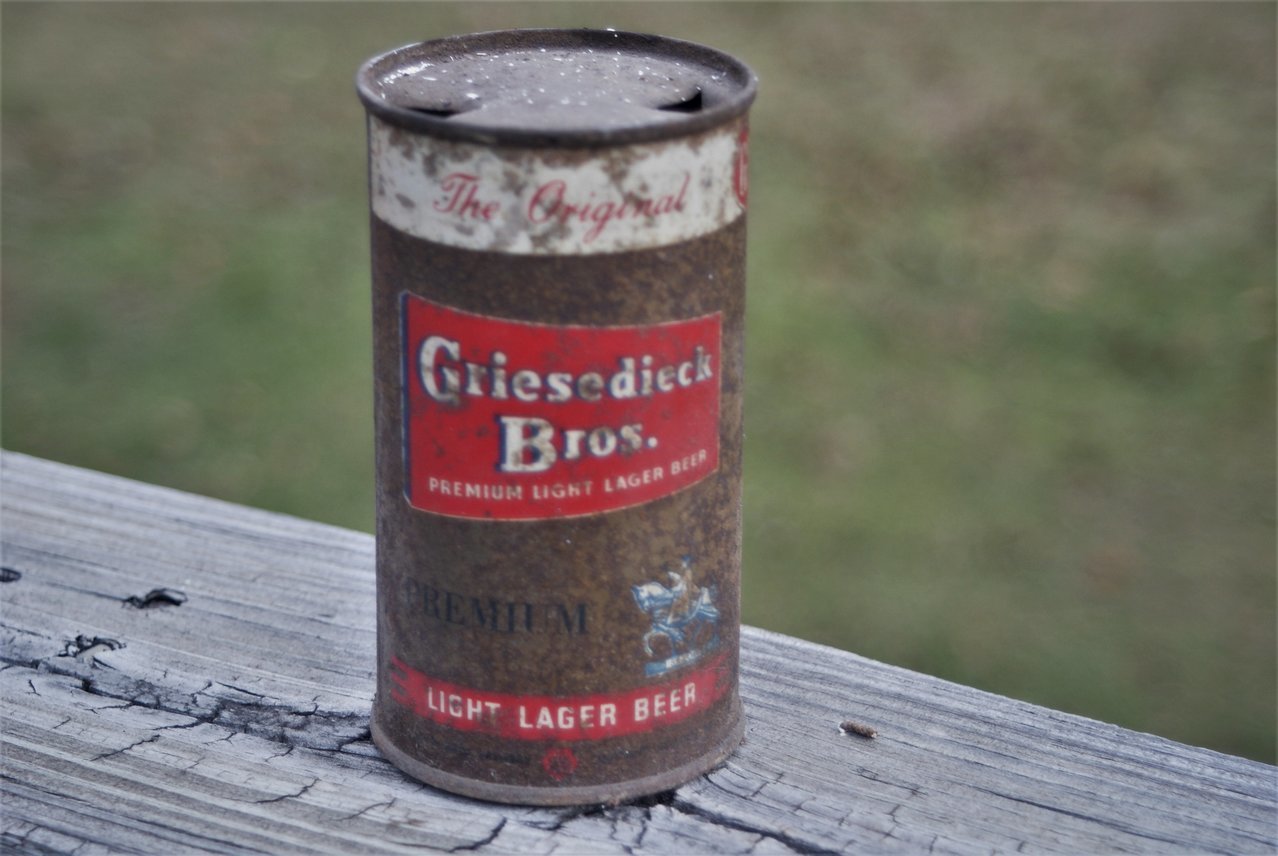 The Original
Griesedieck
Bros.
PREMIUM LIGHT LAGER BEER
PREMIUM
LIGHT LAGER BEER